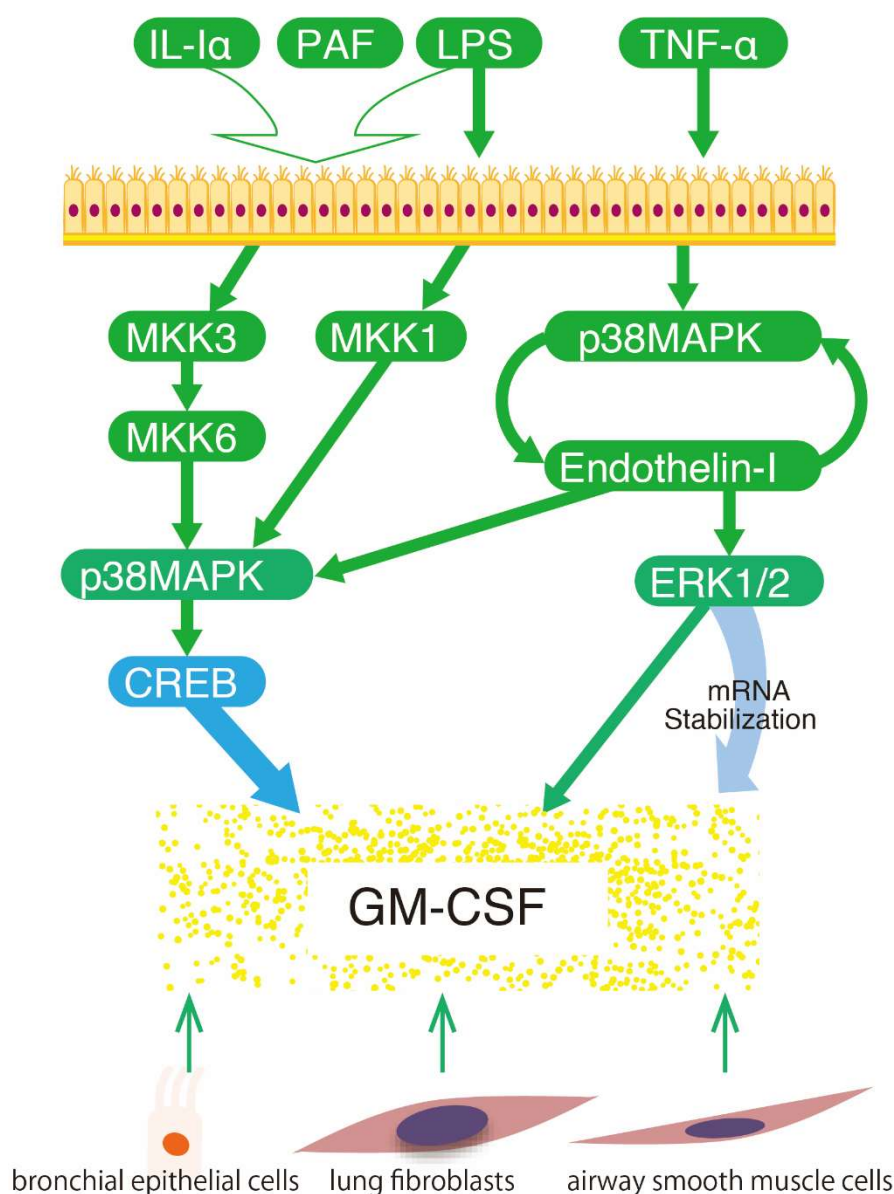 IL-Iα PAF LPS TNF-α
MKK3 MKK1 p38MAPK
MKK6 Endothelin-I
p38MAPK ERK1/2
CREB
mRNA
Stabilization
GM-CSF
bronchial epithelial cells lung fibroblasts airway smooth muscle cells